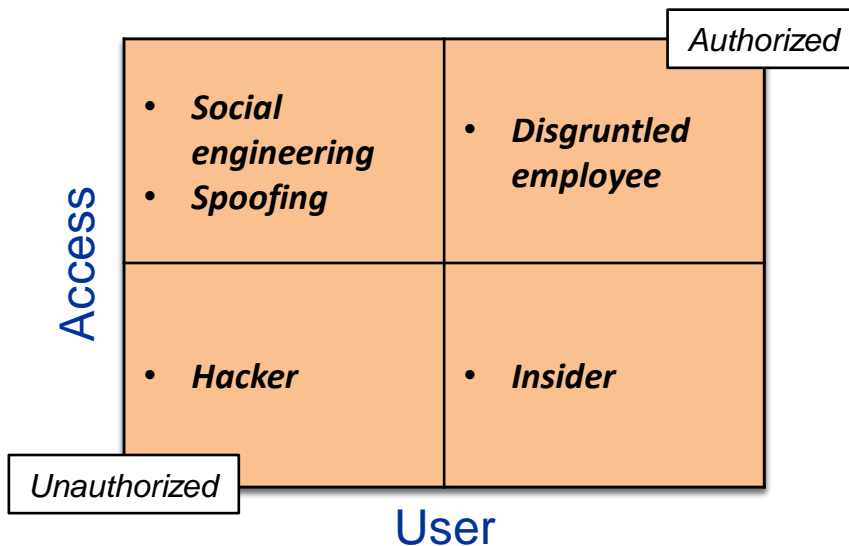 Authorized
• Social
engineering
• Spoofing
• Disgruntled
employee
Access
• Hacker
• Insider
Unauthorized
User